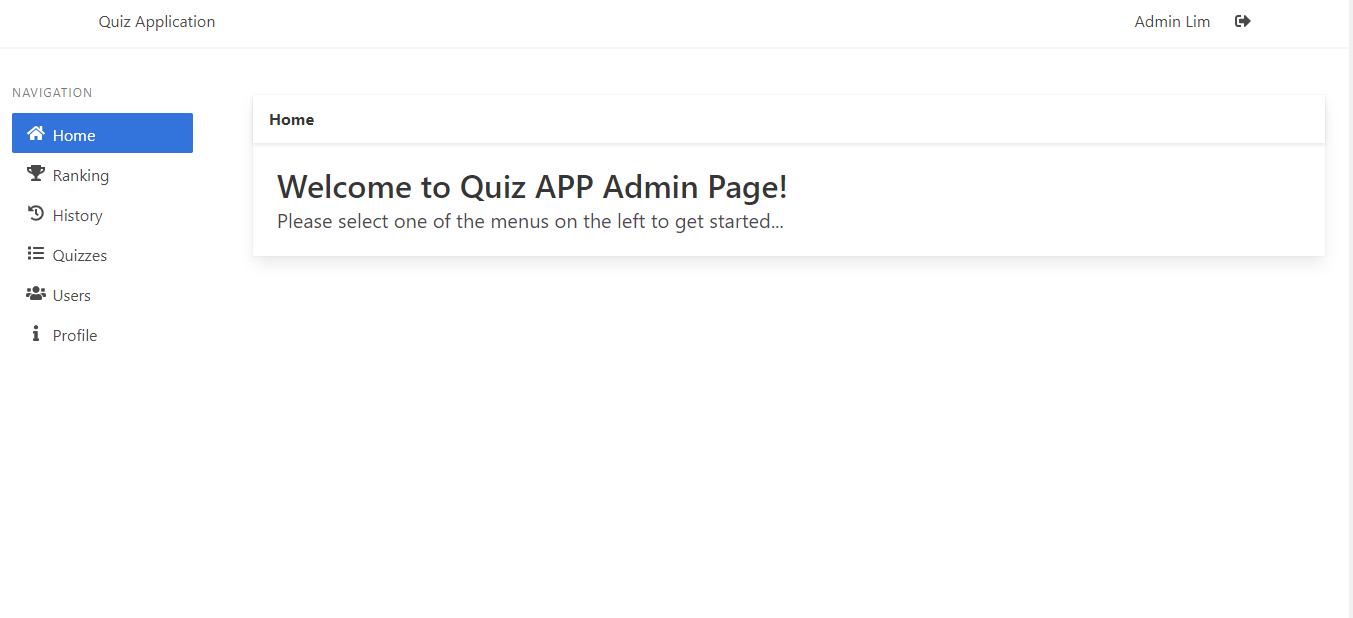 Quiz Application
Admin Lim
NAVIGATION
Home
Ranking
History
Quizzes
Users
Profile
Home
Welcome to Quiz APP Admin Page!
Please select one of the menus on the left to get started...